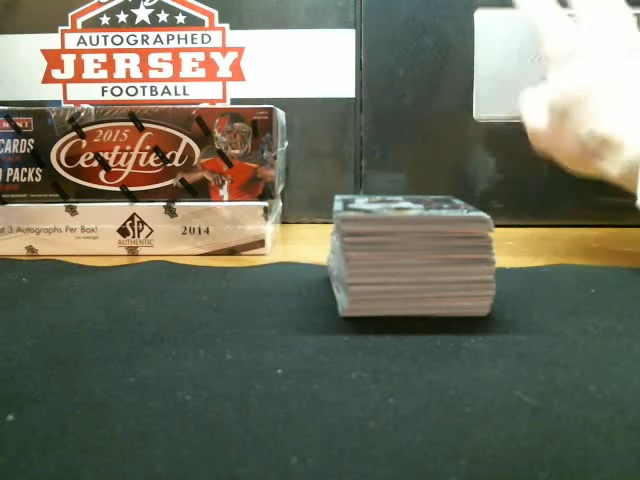 AUTOGRAPHED
JERSEY
FOOTBALL
2015
Certified
CARDS
PACKS
3 Autographs Per Box!
SP
AUTHENTIC
2014